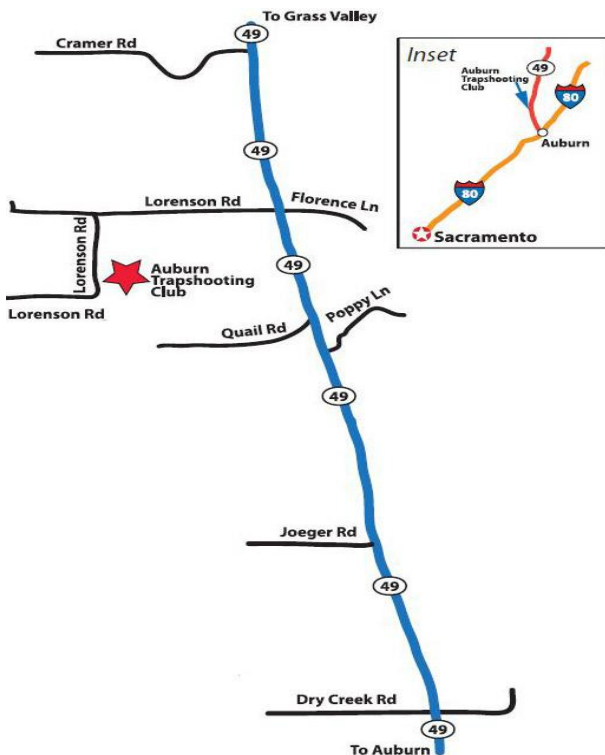 To Grass Valley
49
Cramer Rd
49
Lorenson Rd
Florence Ln
Lorenson Rd
49
Auburn
Trapshooting
Club
Lorenson Rd
Quail Rd
Poppy Ln
49
Joeger Rd
49
Dry Creek Rd
49
To Auburn
Inset
49
Auburn
Trapshooting
Club
80
Auburn
80
Sacramento